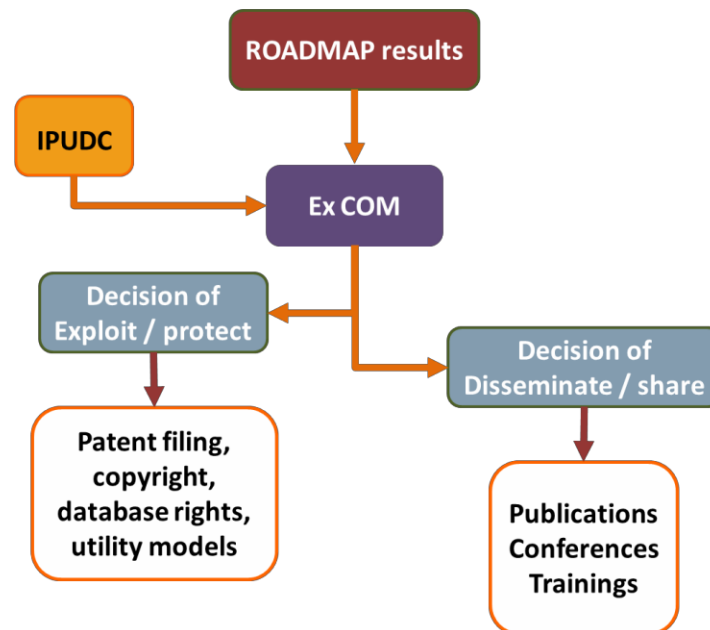 ROADMAP results
IPUDC
Ex COM
Decision of
Exploit / protect
Decision of
Disseminate / share
Patent filing,
copyright,
database rights,
utility models
Publications
Conferences
Trainings